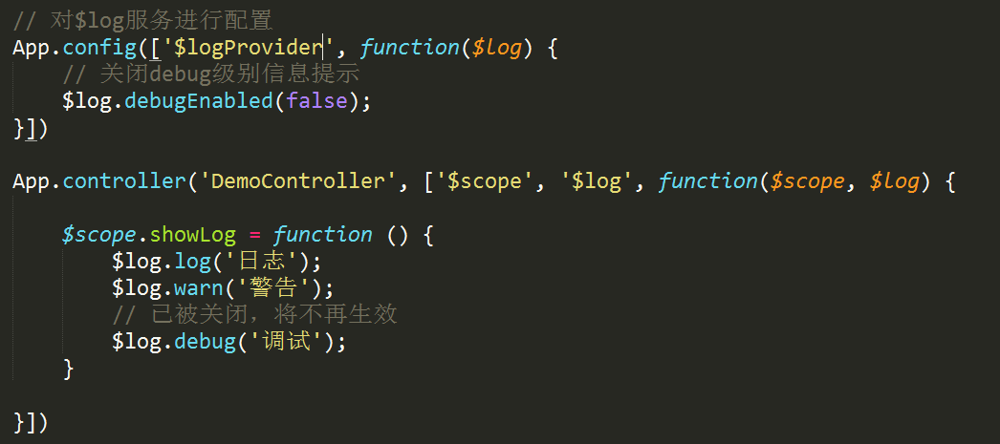 // 对$log服务进行配置
App.config(['$logProvider', function($log) {
    // 关闭debug级别信息提示
    $log.debugEnabled(false);
}])
App.controller('DemoController', ['$scope', '$log', function($scope, $log) {
    $scope.showLog = function () {
        $log.log('日志');
        $log.warn('警告');
        // 已被关闭，将不再生效
        $log.debug('调试');
    }
}])